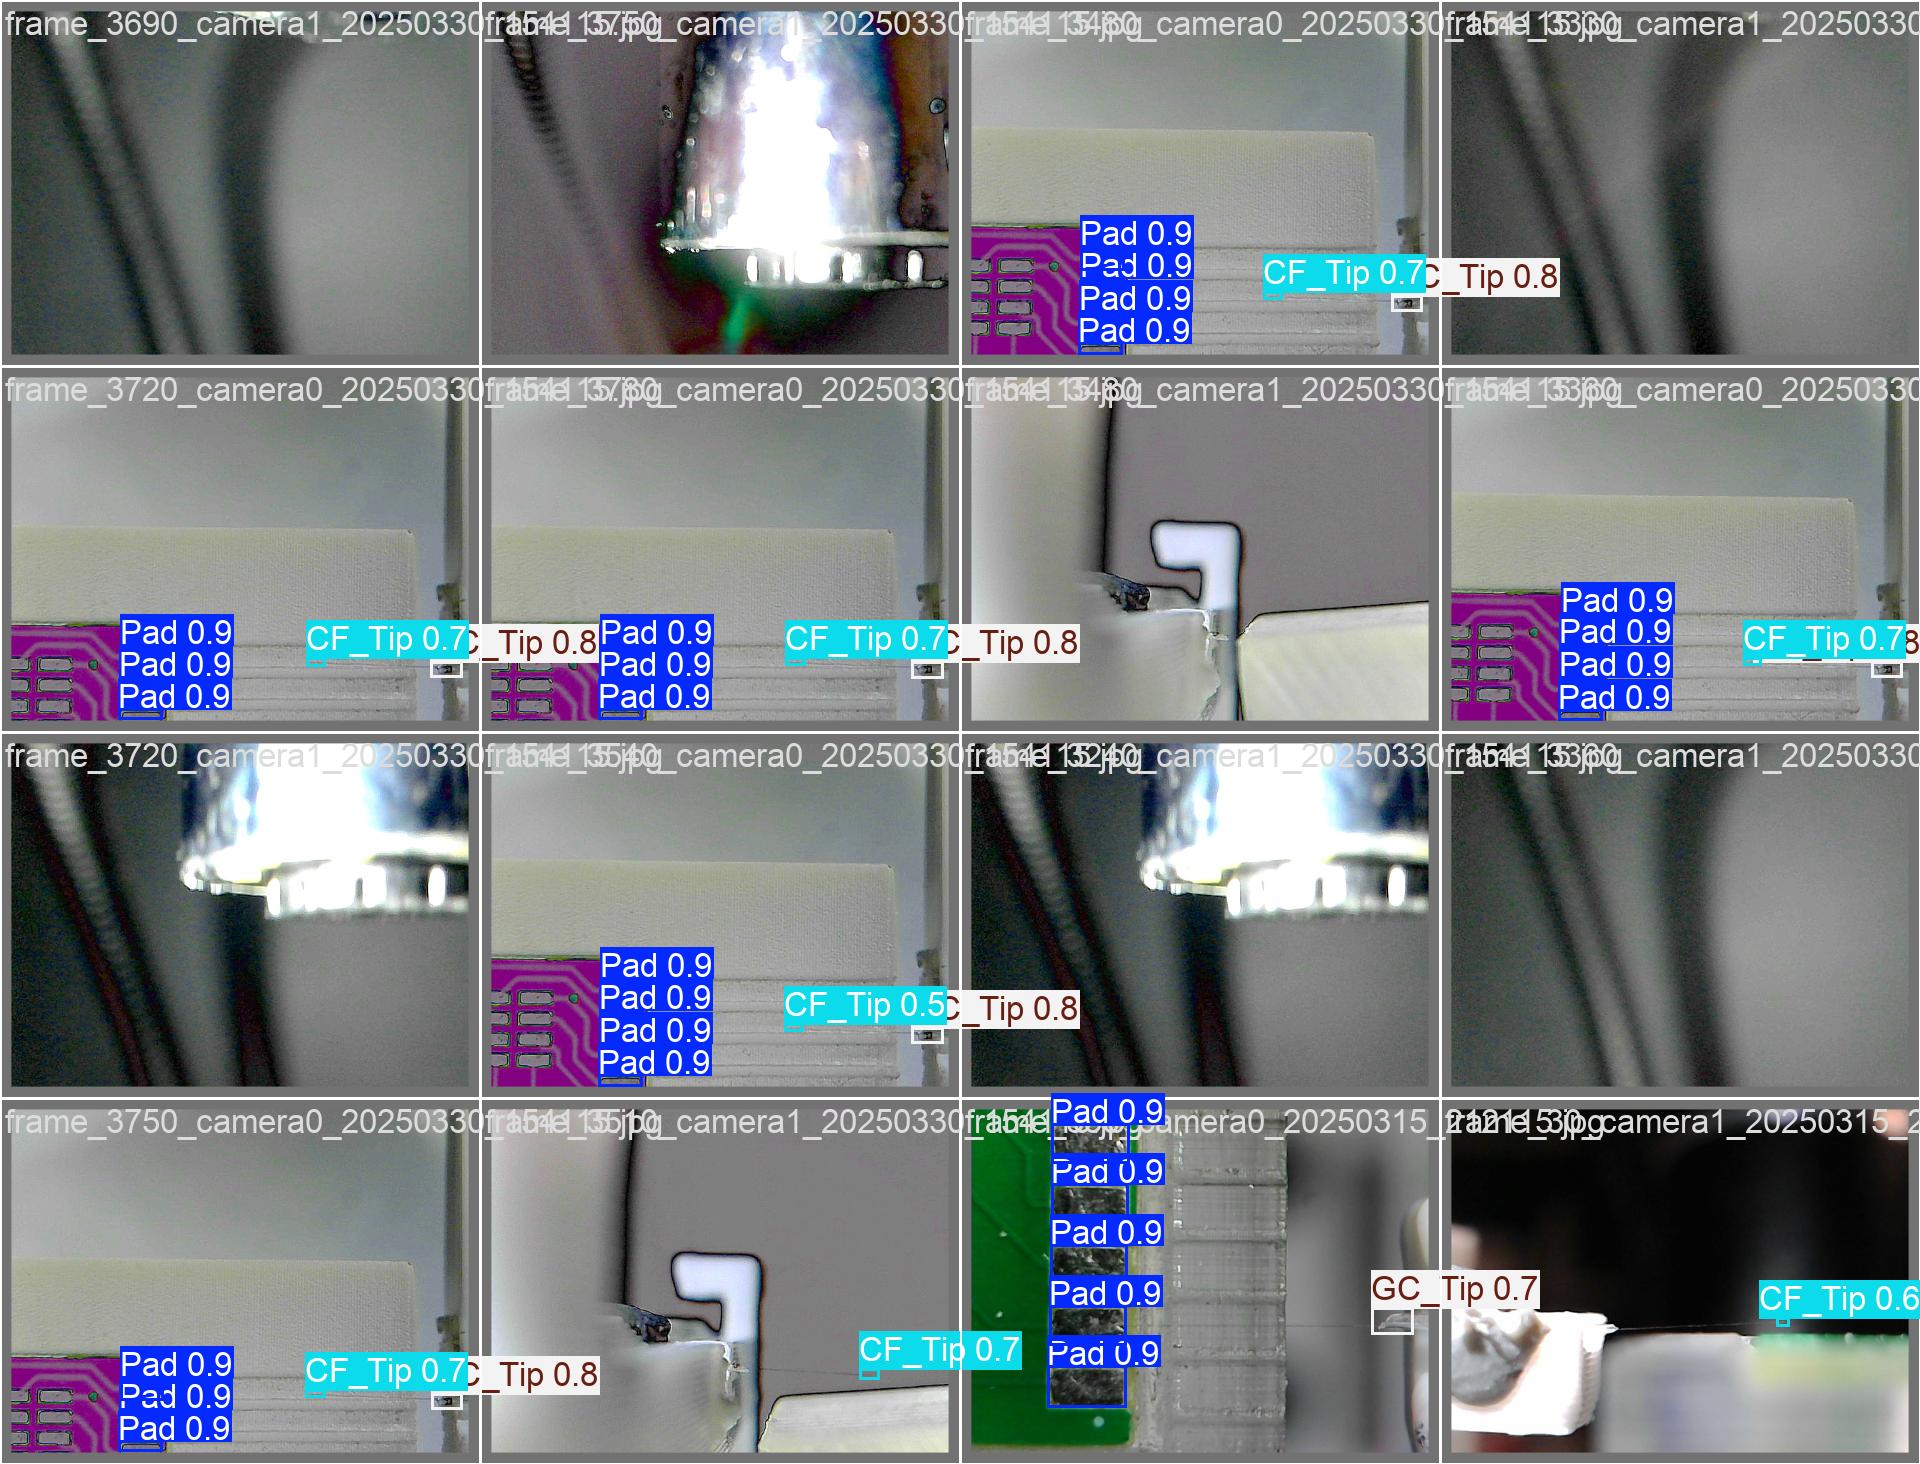 frame_3690_camera1_20250330
camera1_20250330
camera0_20250330
camera1_20250330
Pad 0.9
Pad 0.9
Pad 0.9
Pad 0.9
CF_Tip 0.7
C_Tip 0.8
frame_3720_camera0_20250330
camera0_20250330
camera1_20250330
camera0_20250330
Pad 0.9
Pad 0.9
Pad 0.9
CF_Tip 0.7
C_Tip 0.8
Pad 0.9
Pad 0.9
Pad 0.9
CF_Tip 0.7
C_Tip 0.8
Pad 0.9
Pad 0.9
Pad 0.9
Pad 0.9
CF_Tip 0.7
8
frame_3720_camera1_20250330
camera0_20250330
camera1_20250330
camera1_20250330
Pad 0.9
Pad 0.9
Pad 0.9
Pad 0.9
CF_Tip 0.5
C_Tip 0.8
frame_3750_camera0_20250330
camera1_20250330
camera0_20250315
camera1_20250315_2
Pad 0.9
Pad 0.9
Pad 0.9
CF_Tip 0.7
C_Tip 0.8
CF_Tip 0.7
Pad 0.9
Pad 0.9
Pad 0.9
Pad 0.9
Pad 0.9
GC_Tip 0.7
CF_Tip 0.6